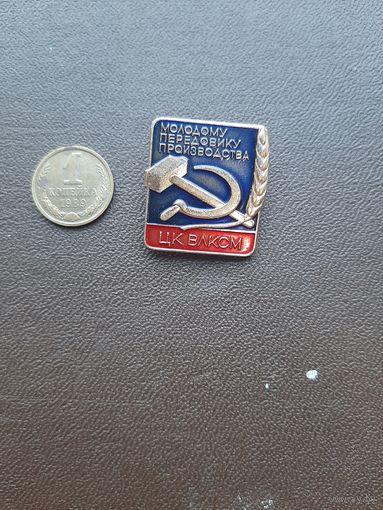 1
КОПЕЙКА
1989
МОЛОДОМУ
ПЕРЕДОВИКУ
ПРОИЗВОДСТВА
ЦК ВЛКСМ